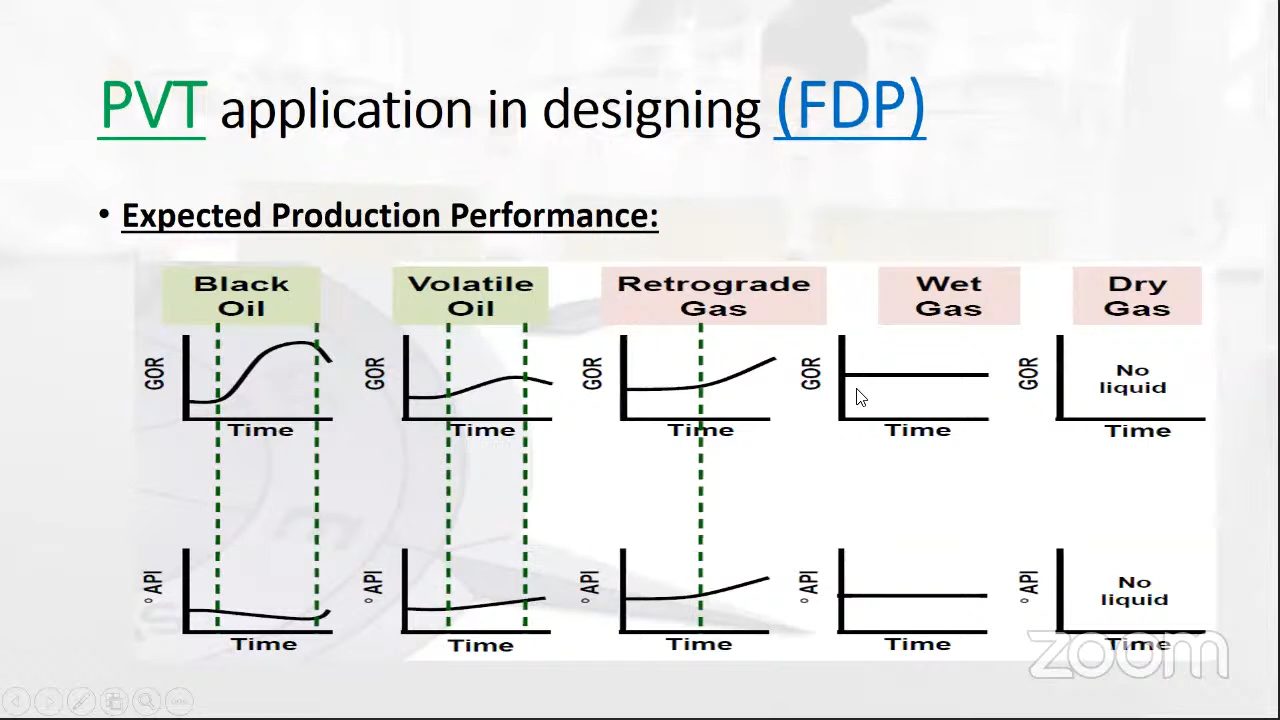 PVT application in designing (FDP)
• Expected Production Performance:
Black
Oil
Volatile
Oil
Retrograde
Gas
Wet
Gas
Dry
Gas
GOR
Time
GOR
Time
GOR
Time
GOR
Time
GOR
No
liquid
Time
° API
Time
° API
Time
° API
Time
° API
Time
° API
No
liquid
Time
zoom